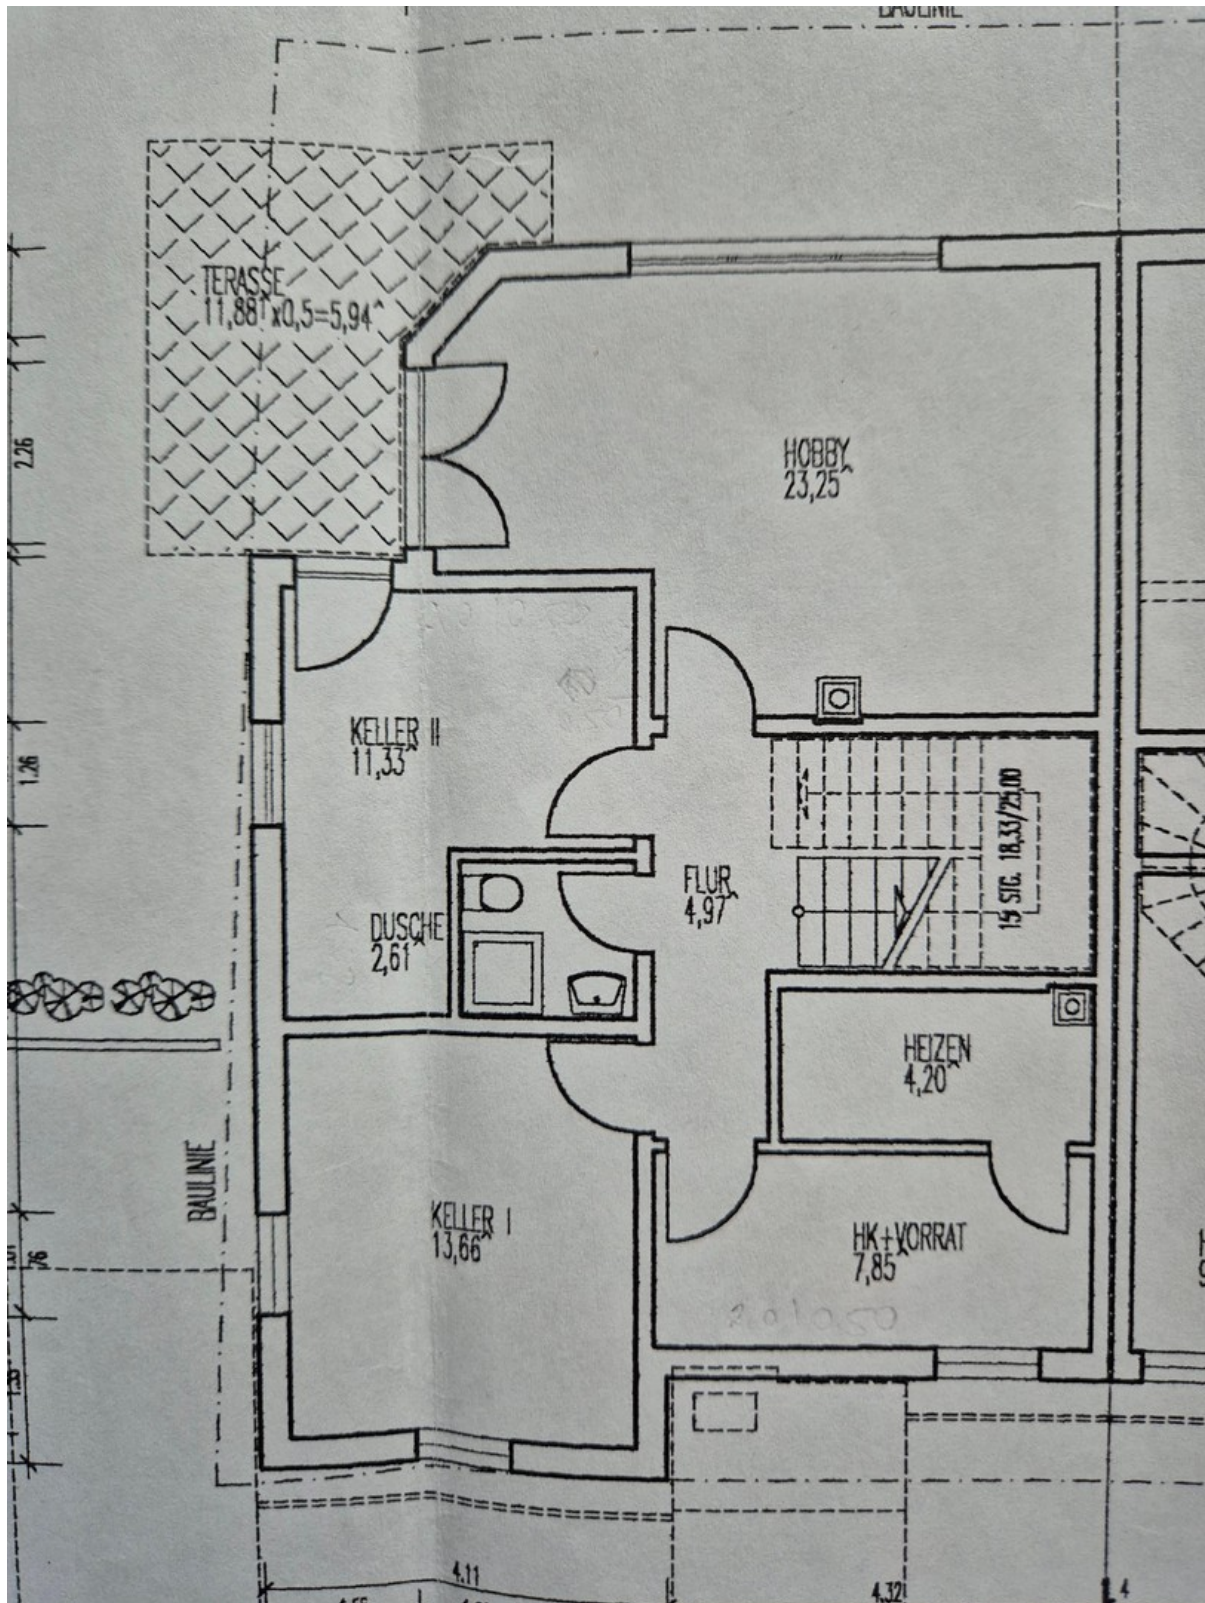 BAULINIE
TERASSE
11,88 x0,5=5,94
2.26
HOBBY
23,25
KELLER II
11,33
1.26
15 STG. 18,33/25,00
FLUR
4,97
DUSCHE
2,61
HEIZEN
4,20
BAULINIE
KELLER I
13,66
HK+VORRAT
7,85
76
4.11
4.32
4